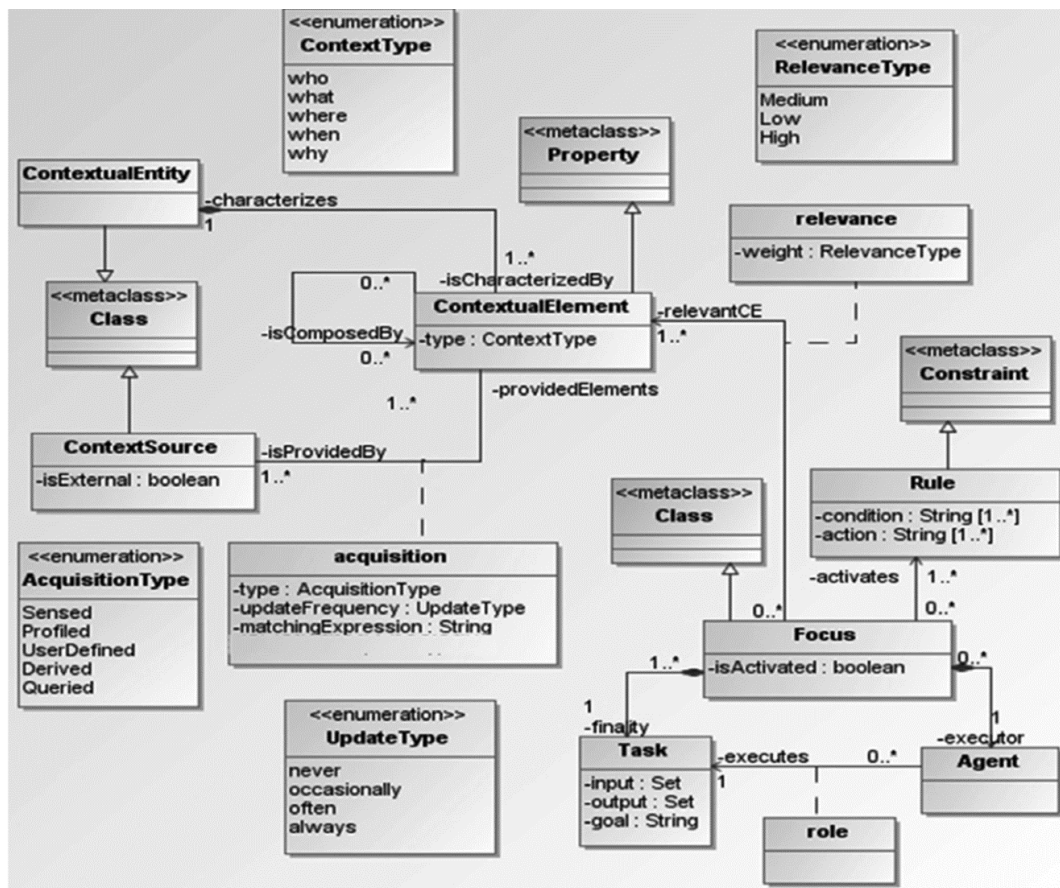 <<enumeration>>
ContextType
who
what
where
when
why
<<enumeration>>
RelevanceType
Medium
Low
High
<<metaclass>>
Property
ContextualEntity
-characterizes
1
1..*
-isCharacterizedBy
relevance
-weight : RelevanceType
<<metaclass>>
Class
0..*
-isComposedBy
0..*
ContextualElement
-type : ContextType
-relevantCE
1..*
<<metaclass>>
Constraint
-providedElements
1..*
ContextSource
-isExternal : boolean
-isProvidedBy
1..*
<<metaclass>>
Class
Rule
-condition : String [1..*]
-action : String [1..*]
<<enumeration>>
AcquisitionType
Sensed
Profiled
UserDefined
Derived
Queried
acquisition
-type : AcquisitionType
-updateFrequency : UpdateType
-matchingExpression : String
-activates
1..*
0..*
0..*
Focus
-isActivated : boolean
1..*
0..*
<<enumeration>>
UpdateType
never
occasionally
often
always
1
-finality
1
-executor
Task
-input : Set
-output : Set
-goal : String
-executes
1
0..*
Agent
role